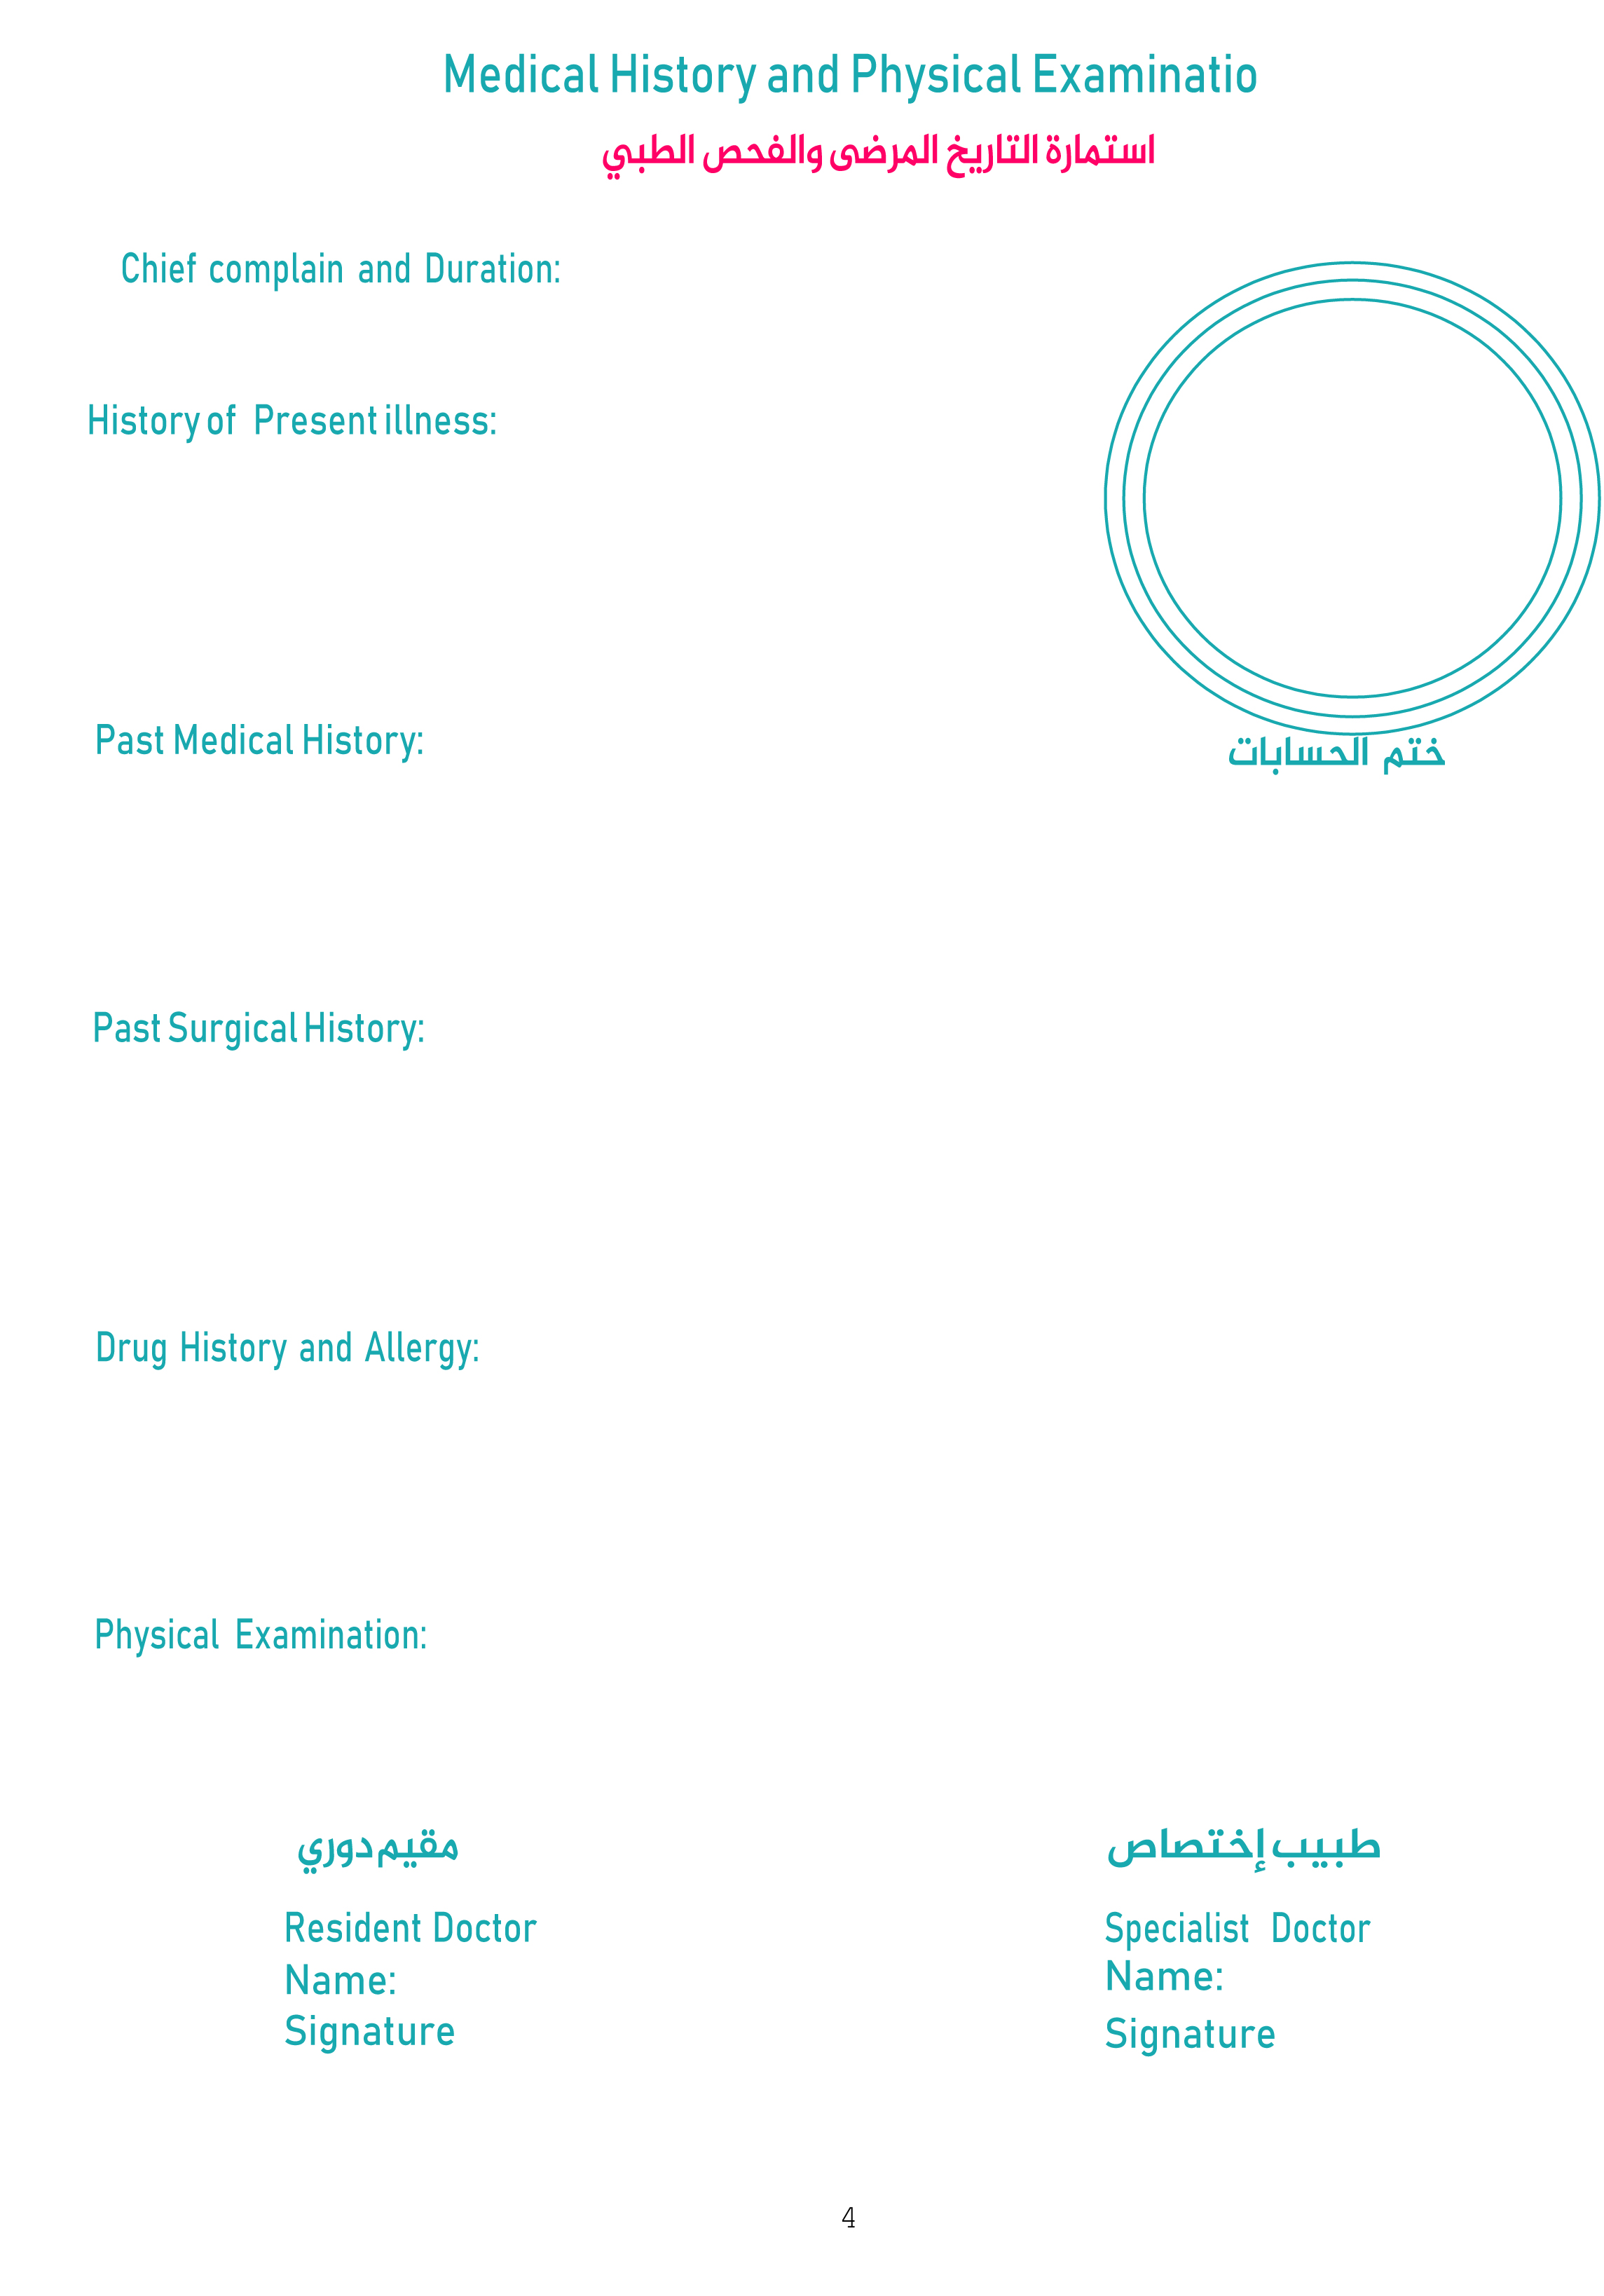 Medical History and Physical Examinatio
استمارة التاريخ المرضى والفحص الطبي
Chief complain and Duration:
History of Present illness:
Past Medical History:
ختم الحسابات
Past Surgical History:
Drug History and Allergy:
Physical Examination:
مقيم دوري
Resident Doctor
Name:
Signature
طبيب إختصاص
Specialist Doctor
Name:
Signature
4